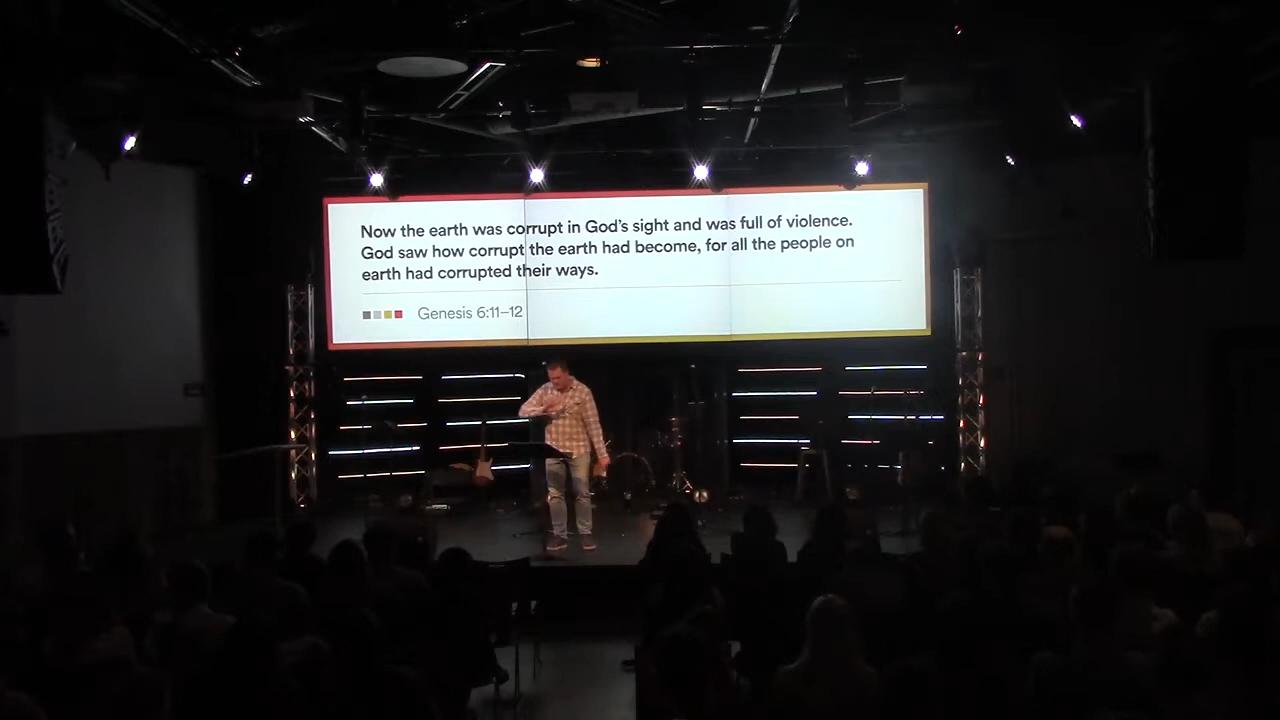 Now the earth was corrupt in God's sight and was full of violence.
God saw how corrupt the earth had become, for all the people on
earth had corrupted their ways.
Genesis 6:11–12